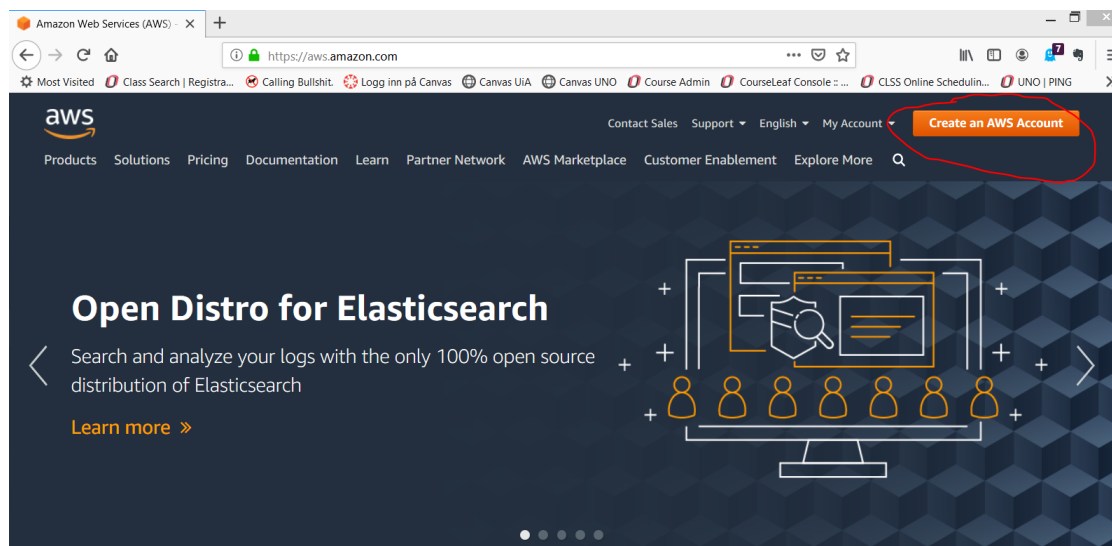 Amazon Web Services (AWS) -
https://aws.amazon.com
7
Most Visited Class Search | Registra... Calling Bullshit. Logg inn på Canvas Canvas UiA Canvas UNO Course Admin CourseLeaf Console :: ... CLSS Online Schedulin... UNO | PING
aws
Contact Sales Support English My Account Create an AWS Account
Products Solutions Pricing Documentation Learn Partner Network AWS Marketplace Customer Enablement Explore More
Open Distro for Elasticsearch
Search and analyze your logs with the only 100% open source
distribution of Elasticsearch
Learn more »